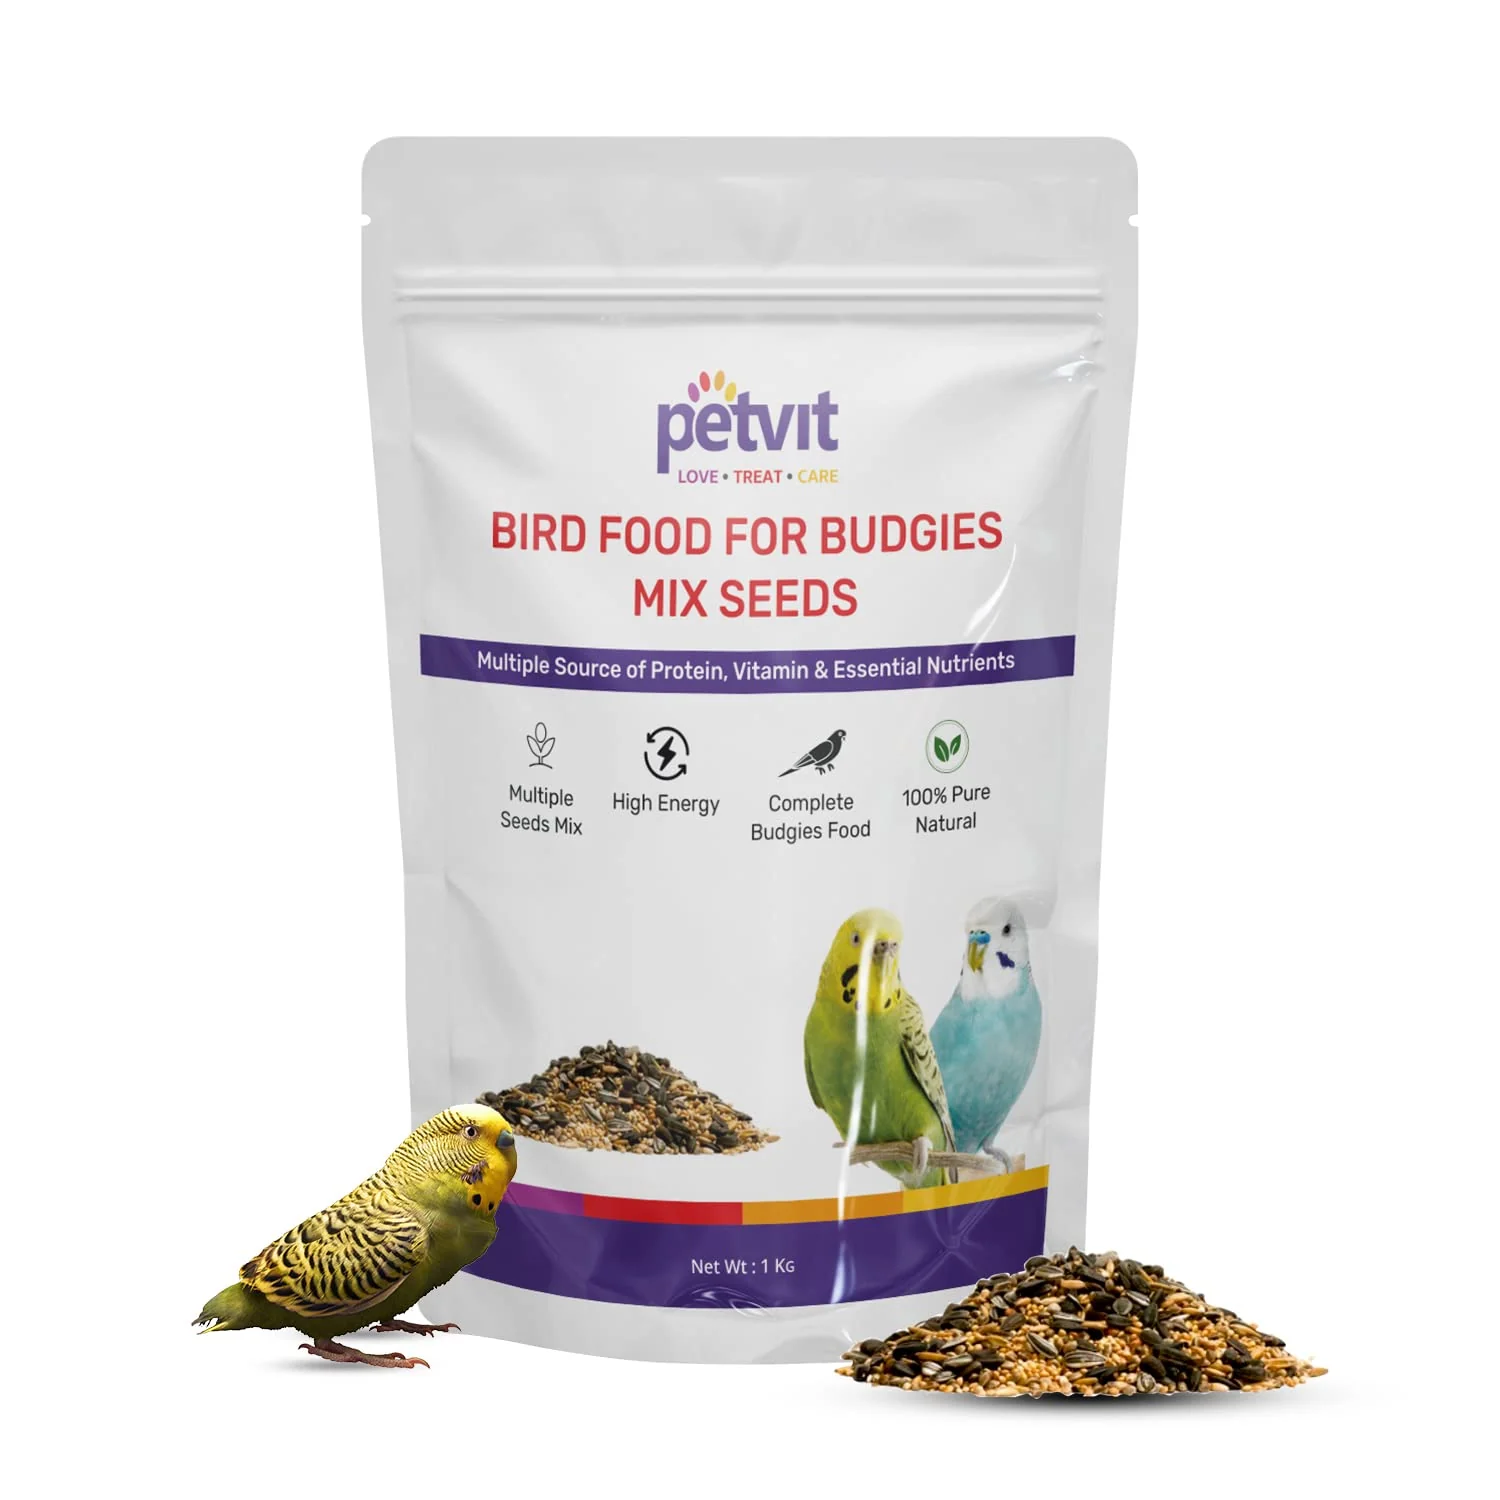 petvit
LOVE • TREAT • CARE
BIRD FOOD FOR BUDGIES
MIX SEEDS
Multiple Source of Protein, Vitamin & Essential Nutrients
Multiple
Seeds Mix
High Energy
Complete
Budgies Food
100% Pure
Natural
Net Wt : 1 KG